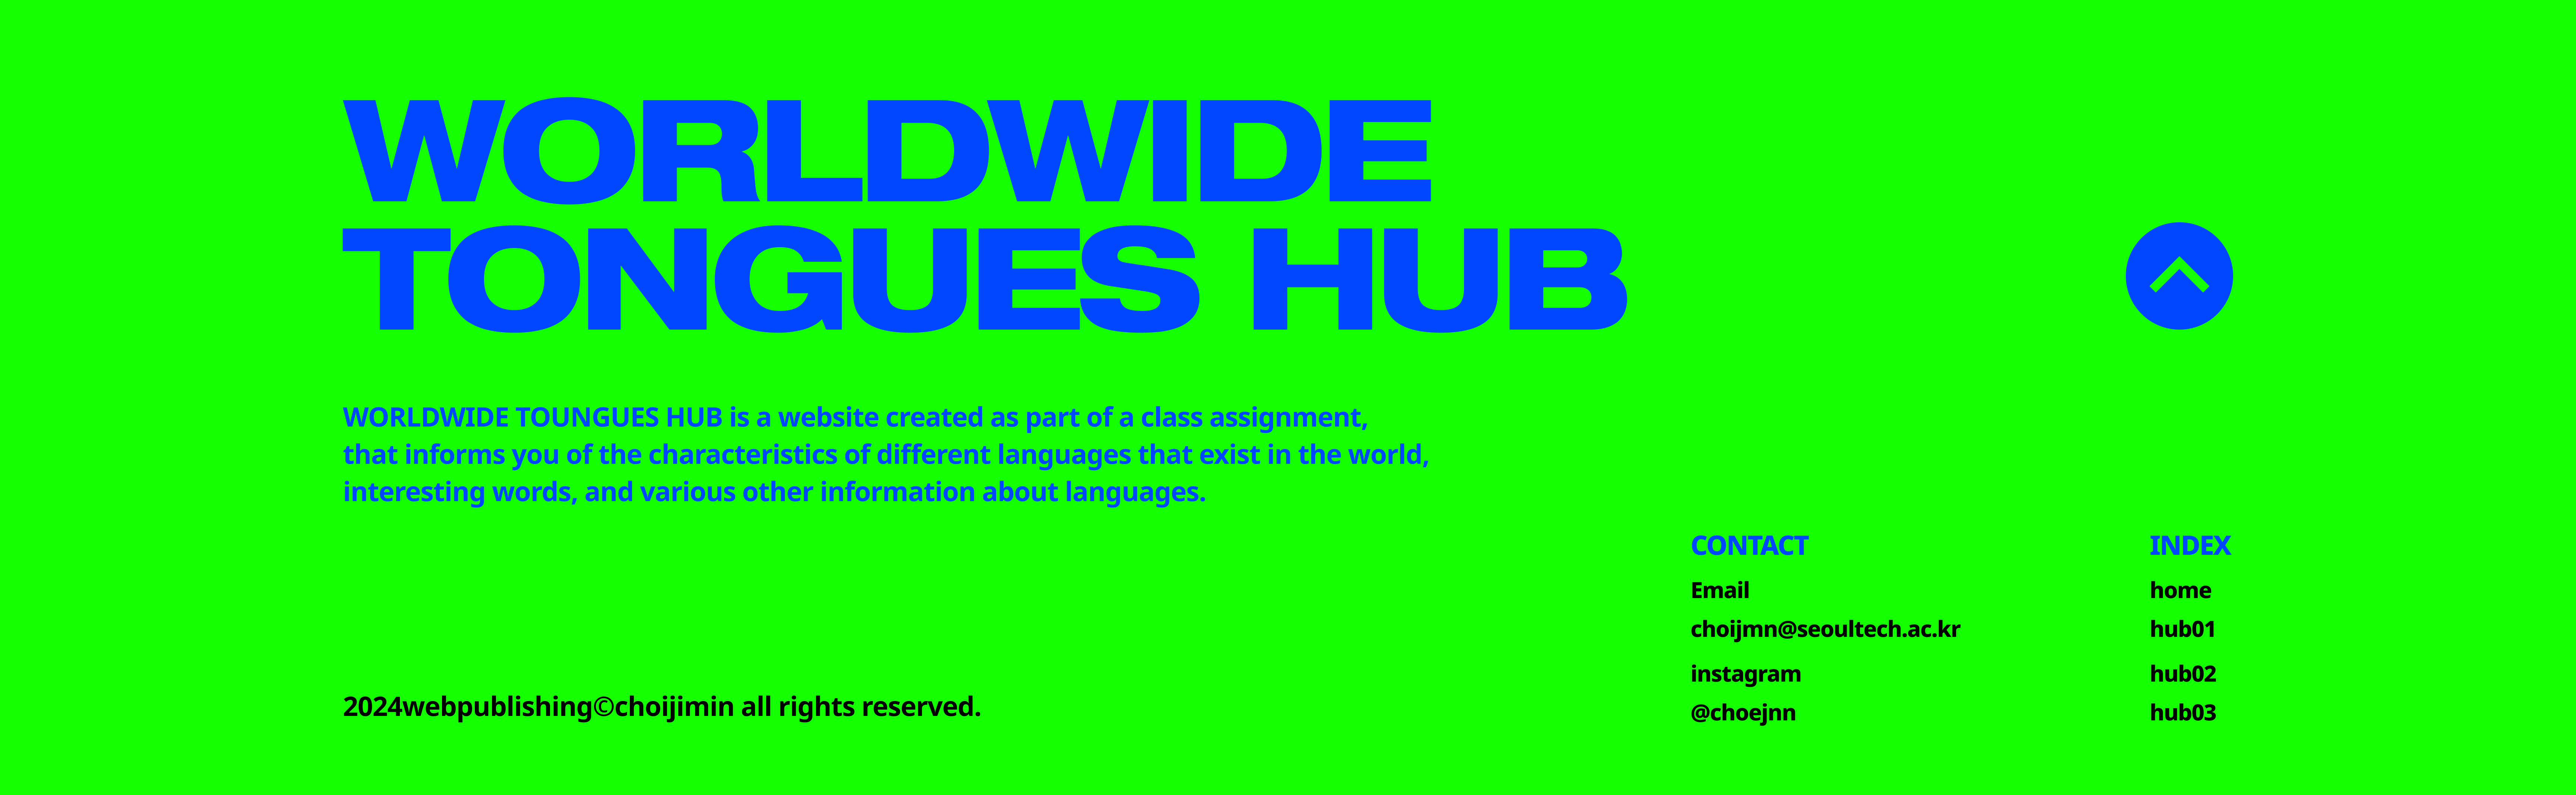 WORLDWIDE
TONGUES HUB
WORLDWIDE TOUNGUES HUB is a website created as part of a class assignment,
that informs you of the characteristics of different languages that exist in the world,
interesting words, and various other information about languages.
CONTACT
Email
choijmn@seoultech.ac.kr
instagram
@choejnn
INDEX
home
hub01
hub02
hub03
2024webpublishing©choijimin all rights reserved.